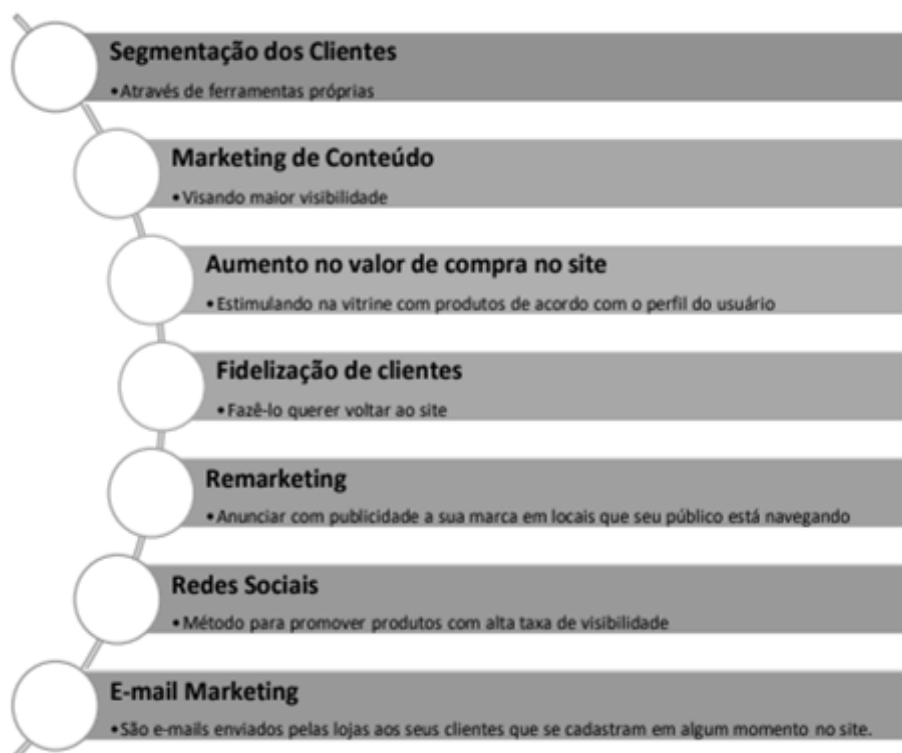 Segmentação dos Clientes
•Através de ferramentas próprias
Marketing de Conteúdo
•Visando maior visibilidade
Aumento no valor de compra no site
•Estimulando na vitrine com produtos de acordo com o perfil do usuário
Fidelização de clientes
•Fazê-lo querer voltar ao site
Remarketing
•Anunciar com publicidade a sua marca em locais que seu público está navegando
Redes Sociais
•Método para promover produtos com alta taxa de visibilidade
E-mail Marketing
•São e-mails enviados pelas lojas aos seus clientes que se cadastram em algum momento no site.